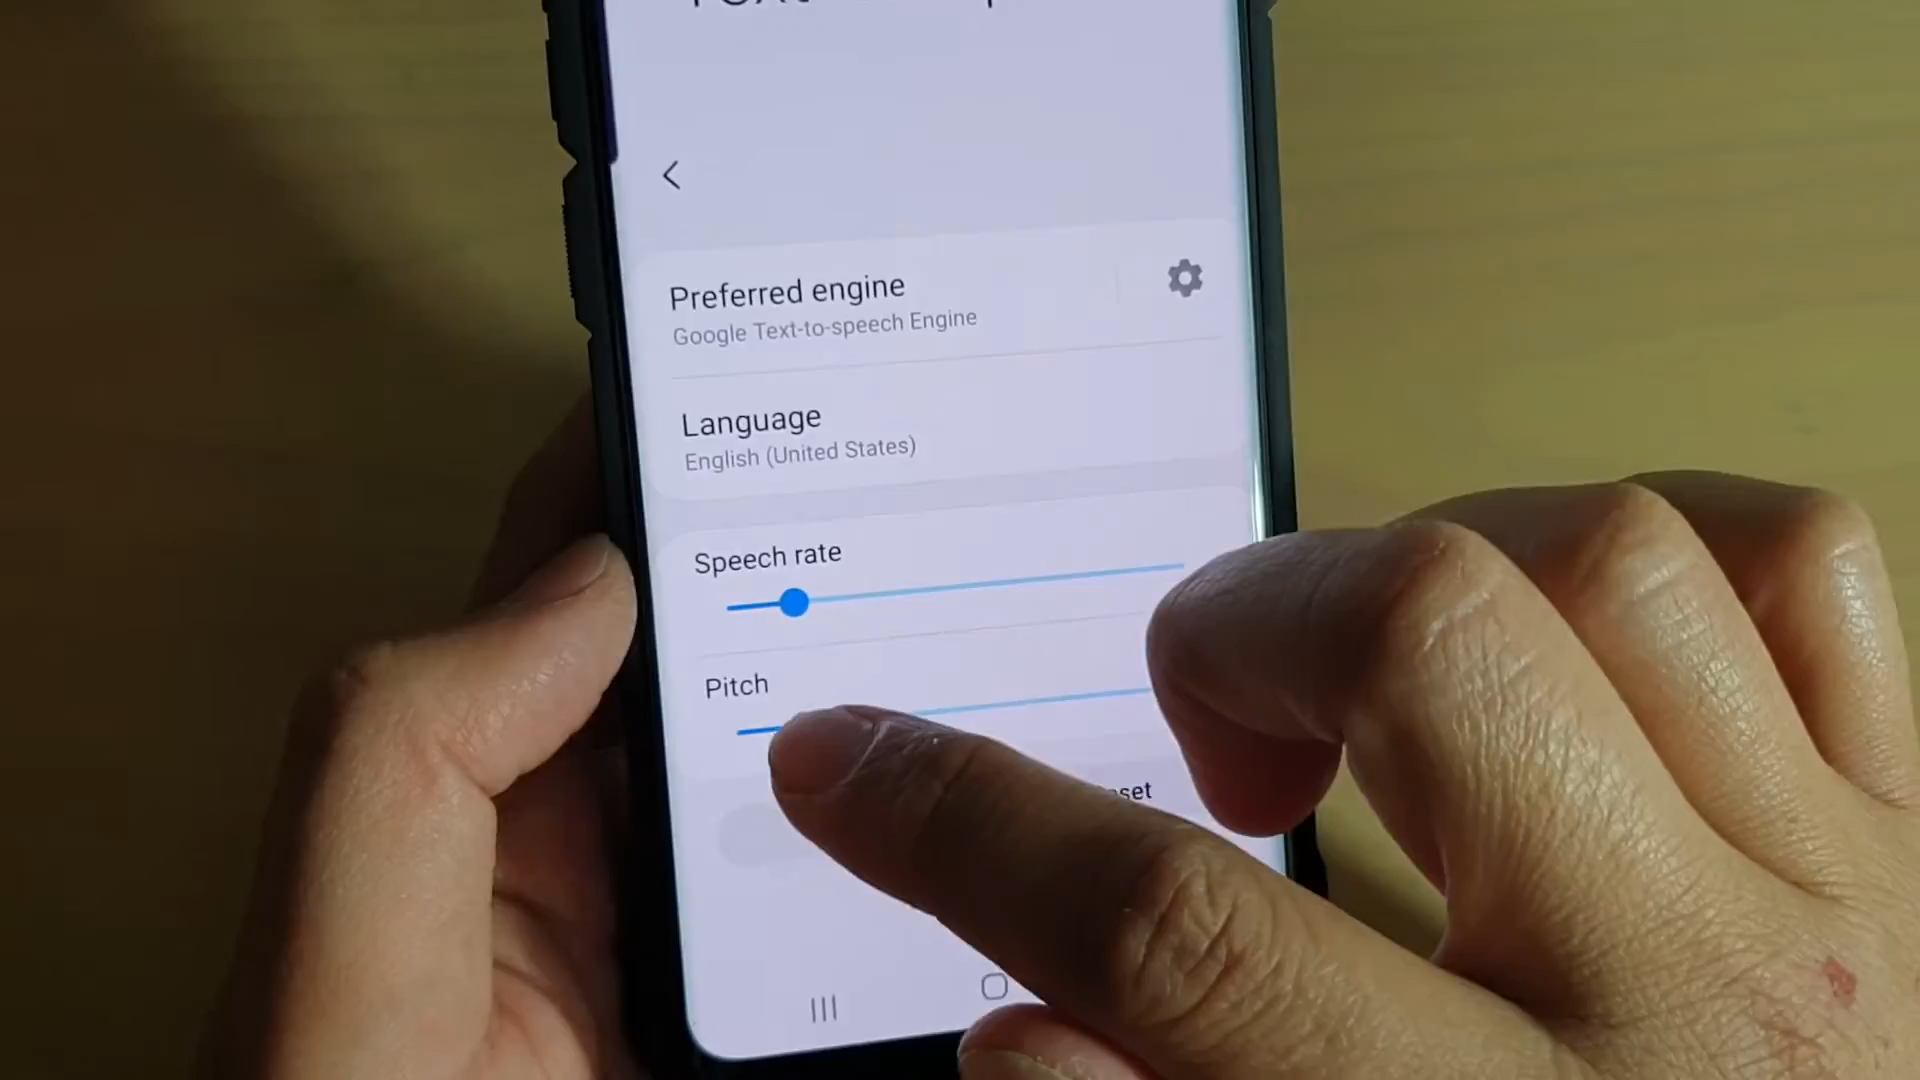 Preferred engine
Google Text-to-speech Engine
Language
English (United States)
Speech rate
Pitch